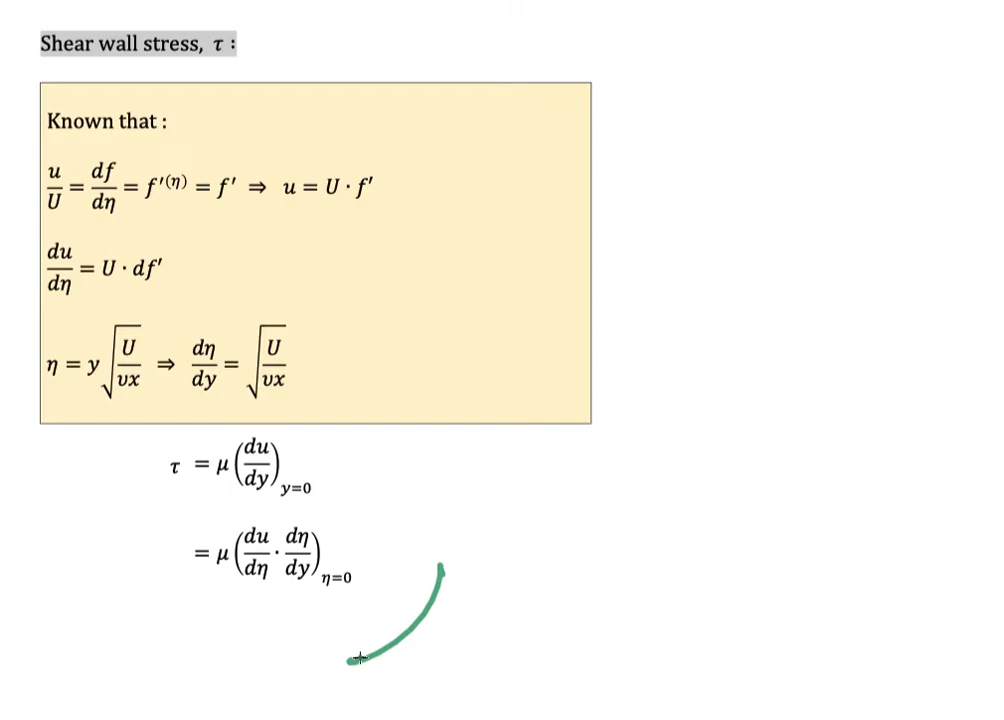 Shear wall stress, τ :
Known that :
u/U = df/dη = f′⁽η⁾ = f′ ⇒ u = U · f′
du/dη = U · df′
η = y √(U/υx) ⇒ dη/dy = √(U/υx)
τ = μ (du/dy)y=0
= μ (du/dη · dη/dy)η=0